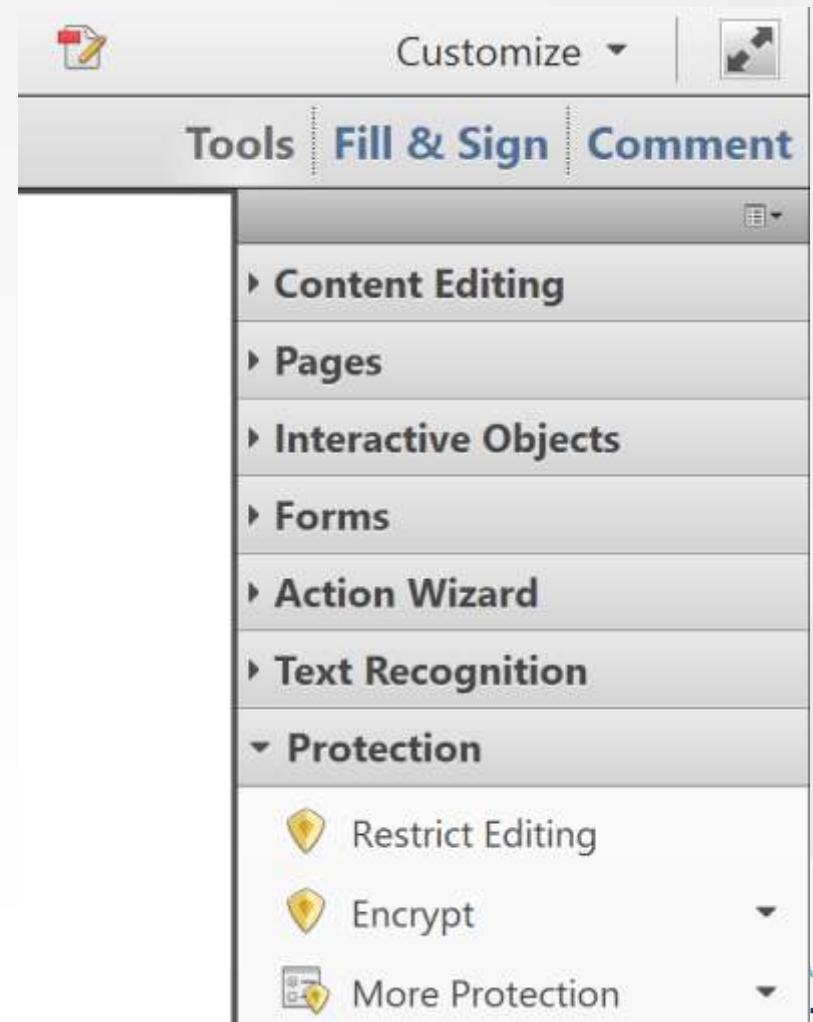 Customize
Tools Fill & Sign Comment
Content Editing
Pages
Interactive Objects
Forms
Action Wizard
Text Recognition
Protection
Restrict Editing
Encrypt
More Protection